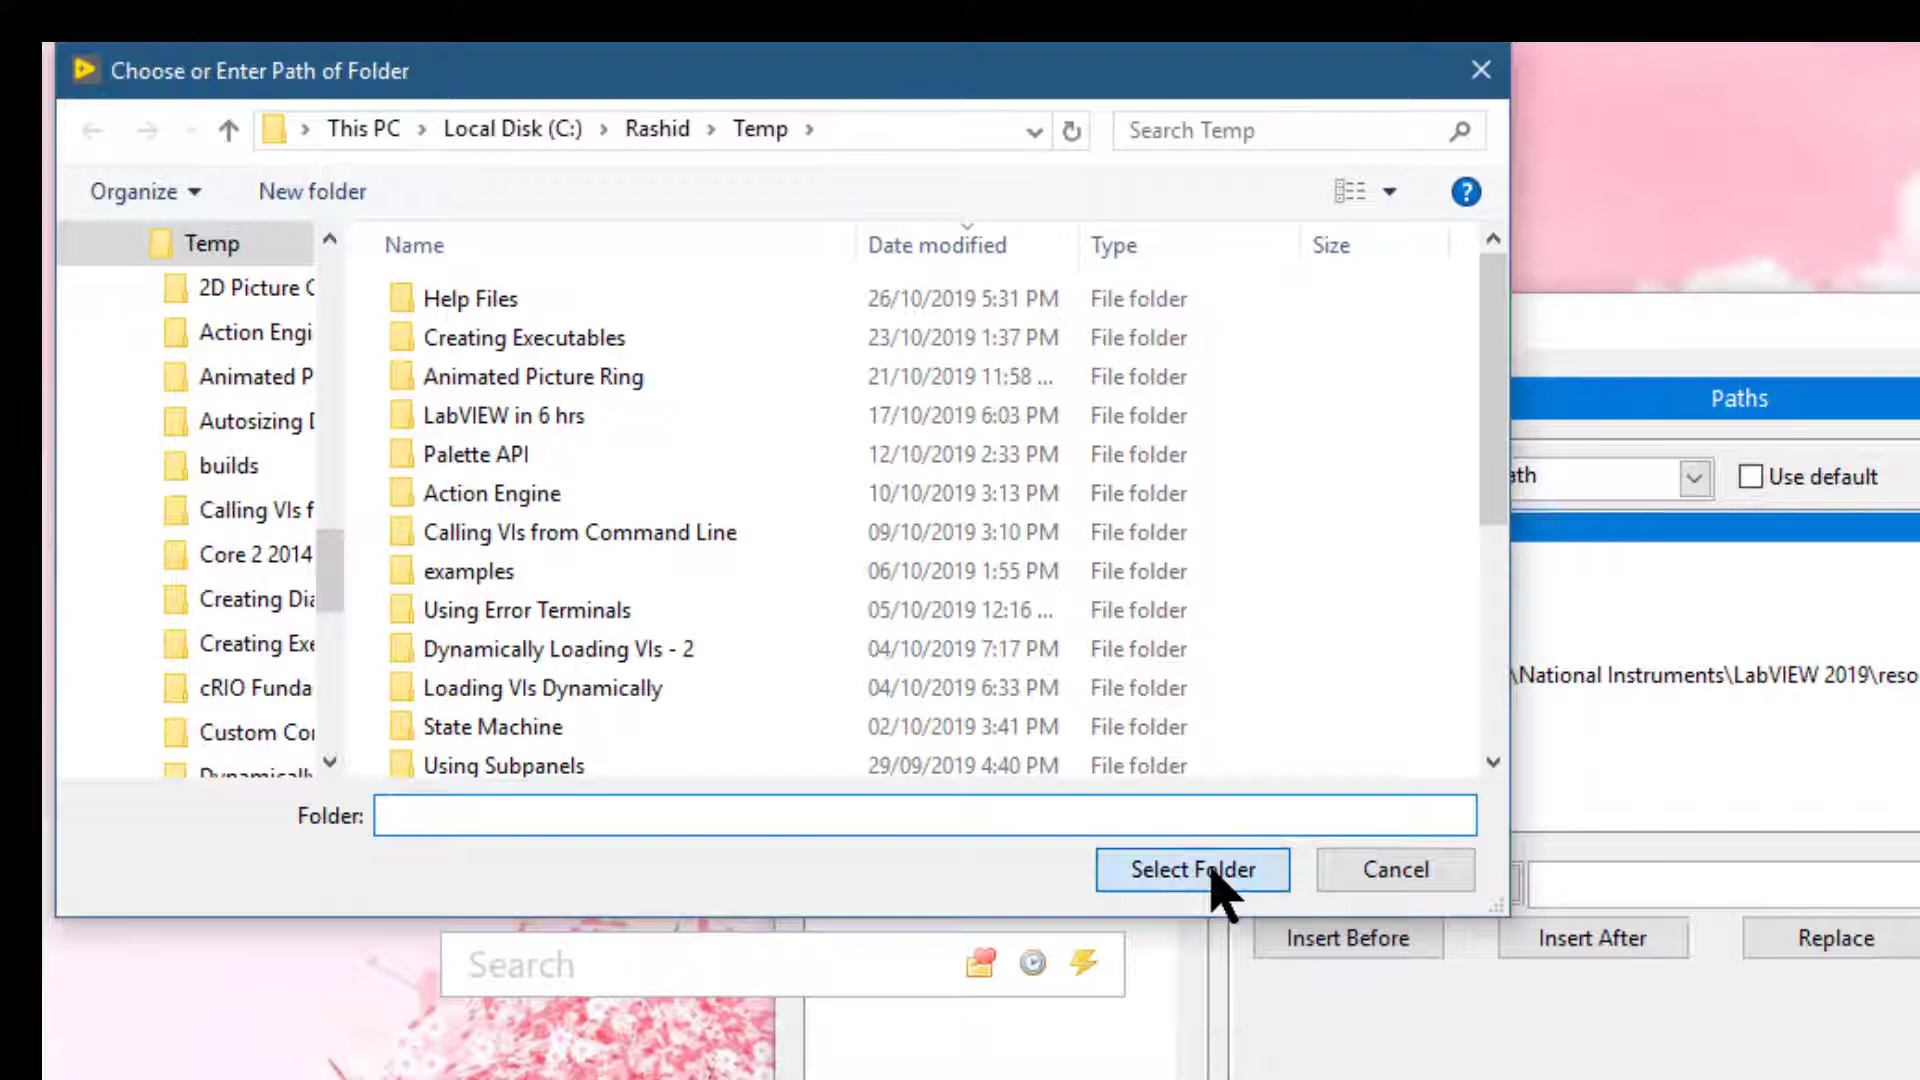 Choose or Enter Path of Folder
This PC > Local Disk (C:) > Rashid > Temp >
Search Temp
Organize
New folder
Name Date modified Type Size
Temp
2D Picture C
Action Engi
Animated P
Autosizing D
builds
Calling VIs f
Core 2 2014
Creating Dia
Creating Exe
cRIO Funda
Custom Con
Dynamically
Help Files 26/10/2019 5:31 PM File folder
Creating Executables 23/10/2019 1:37 PM File folder
Animated Picture Ring 21/10/2019 11:58 ... File folder
LabVIEW in 6 hrs 17/10/2019 6:03 PM File folder
Palette API 12/10/2019 2:33 PM File folder
Action Engine 10/10/2019 3:13 PM File folder
Calling VIs from Command Line 09/10/2019 3:10 PM File folder
examples 06/10/2019 1:55 PM File folder
Using Error Terminals 05/10/2019 12:16 ... File folder
Dynamically Loading VIs - 2 04/10/2019 7:17 PM File folder
Loading VIs Dynamically 04/10/2019 6:33 PM File folder
State Machine 02/10/2019 3:41 PM File folder
Using Subpanels 29/09/2019 4:40 PM File folder
Folder:
Select Folder
Cancel
Paths
ath
Use default
\National Instruments\LabVIEW 2019\reso
Insert Before
Insert After
Replace
Search